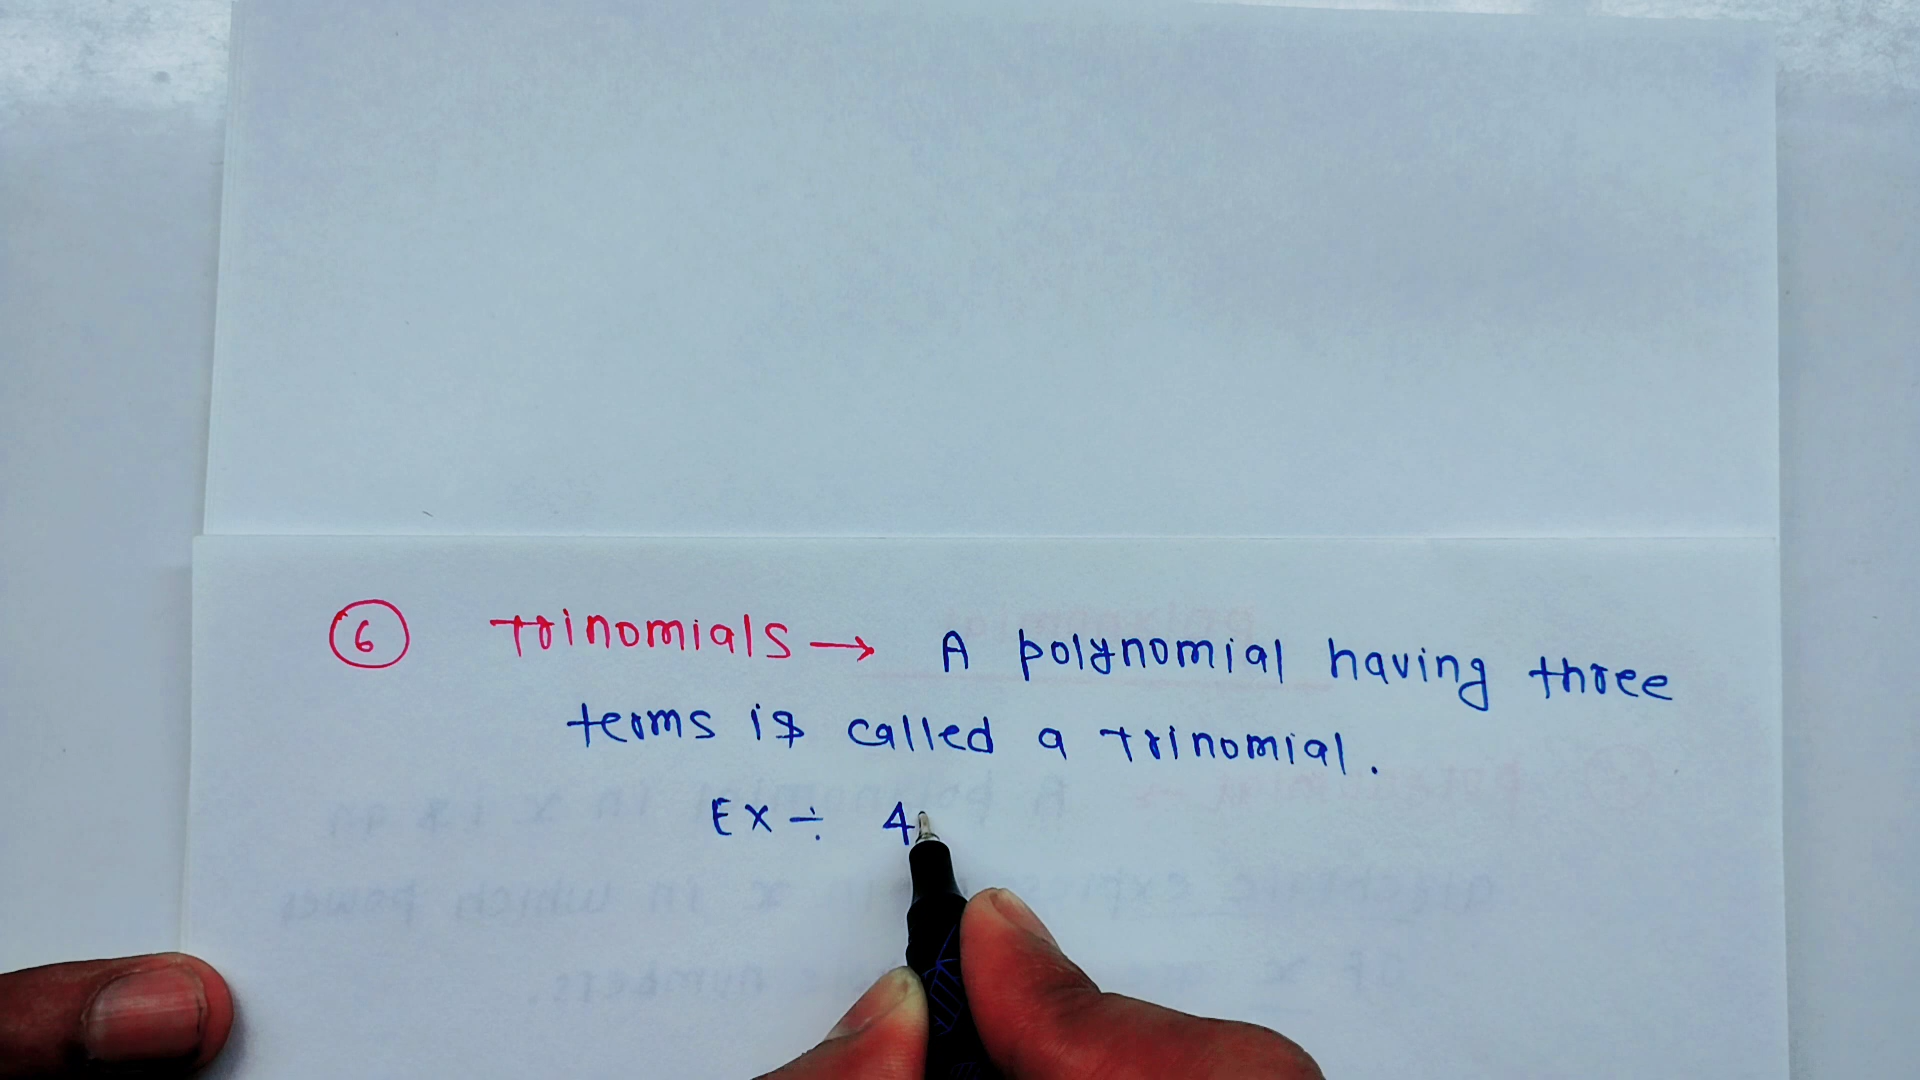 6 Trinomials → A polynomial having three
terms is called a trinomial.
Ex ÷ 4